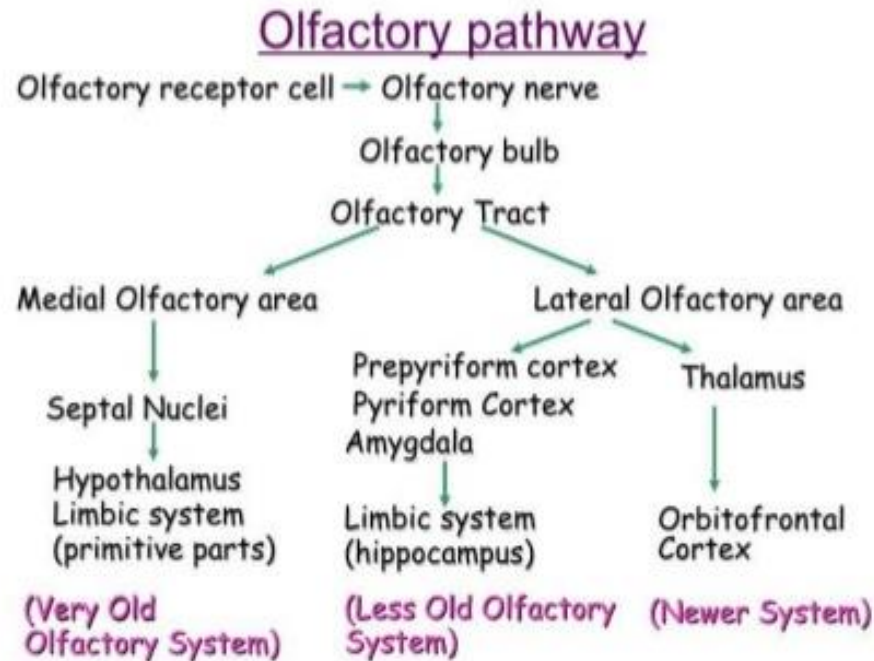 Olfactory pathway
Olfactory receptor cell → Olfactory nerve
Olfactory bulb
Olfactory Tract
Medial Olfactory area
Lateral Olfactory area
Septal Nuclei
Hypothalamus
Limbic system
(primitive parts)
(Very Old
Olfactory System)
Prepyriform cortex
Pyriform Cortex
Amygdala
Limbic system
(hippocampus)
(Less Old Olfactory
System)
Thalamus
Orbitofrontal
Cortex
(Newer System)